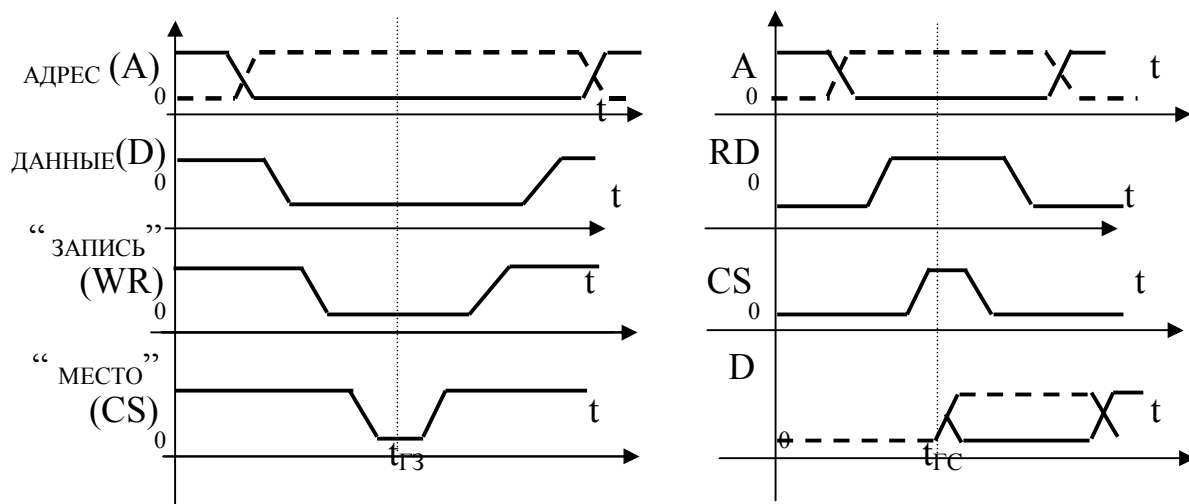 АДРЕС (A)
0
t
ДАННЫЕ(D)
0
t
“ЗАПИСЬ”
(WR)
0
t
“МЕСТО”
(CS)
0
t
tГЗ
A
0
t
RD
0
t
CS
0
t
D
0
t
tГС